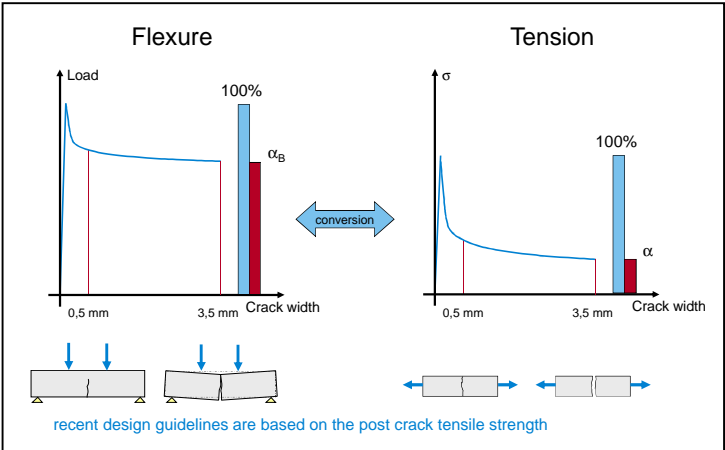 Flexure
Tension
Load
σ
100%
100%
αB
α
conversion
0,5 mm
3,5 mm
Crack width
0,5 mm
3,5 mm
Crack width
recent design guidelines are based on the post crack tensile strength